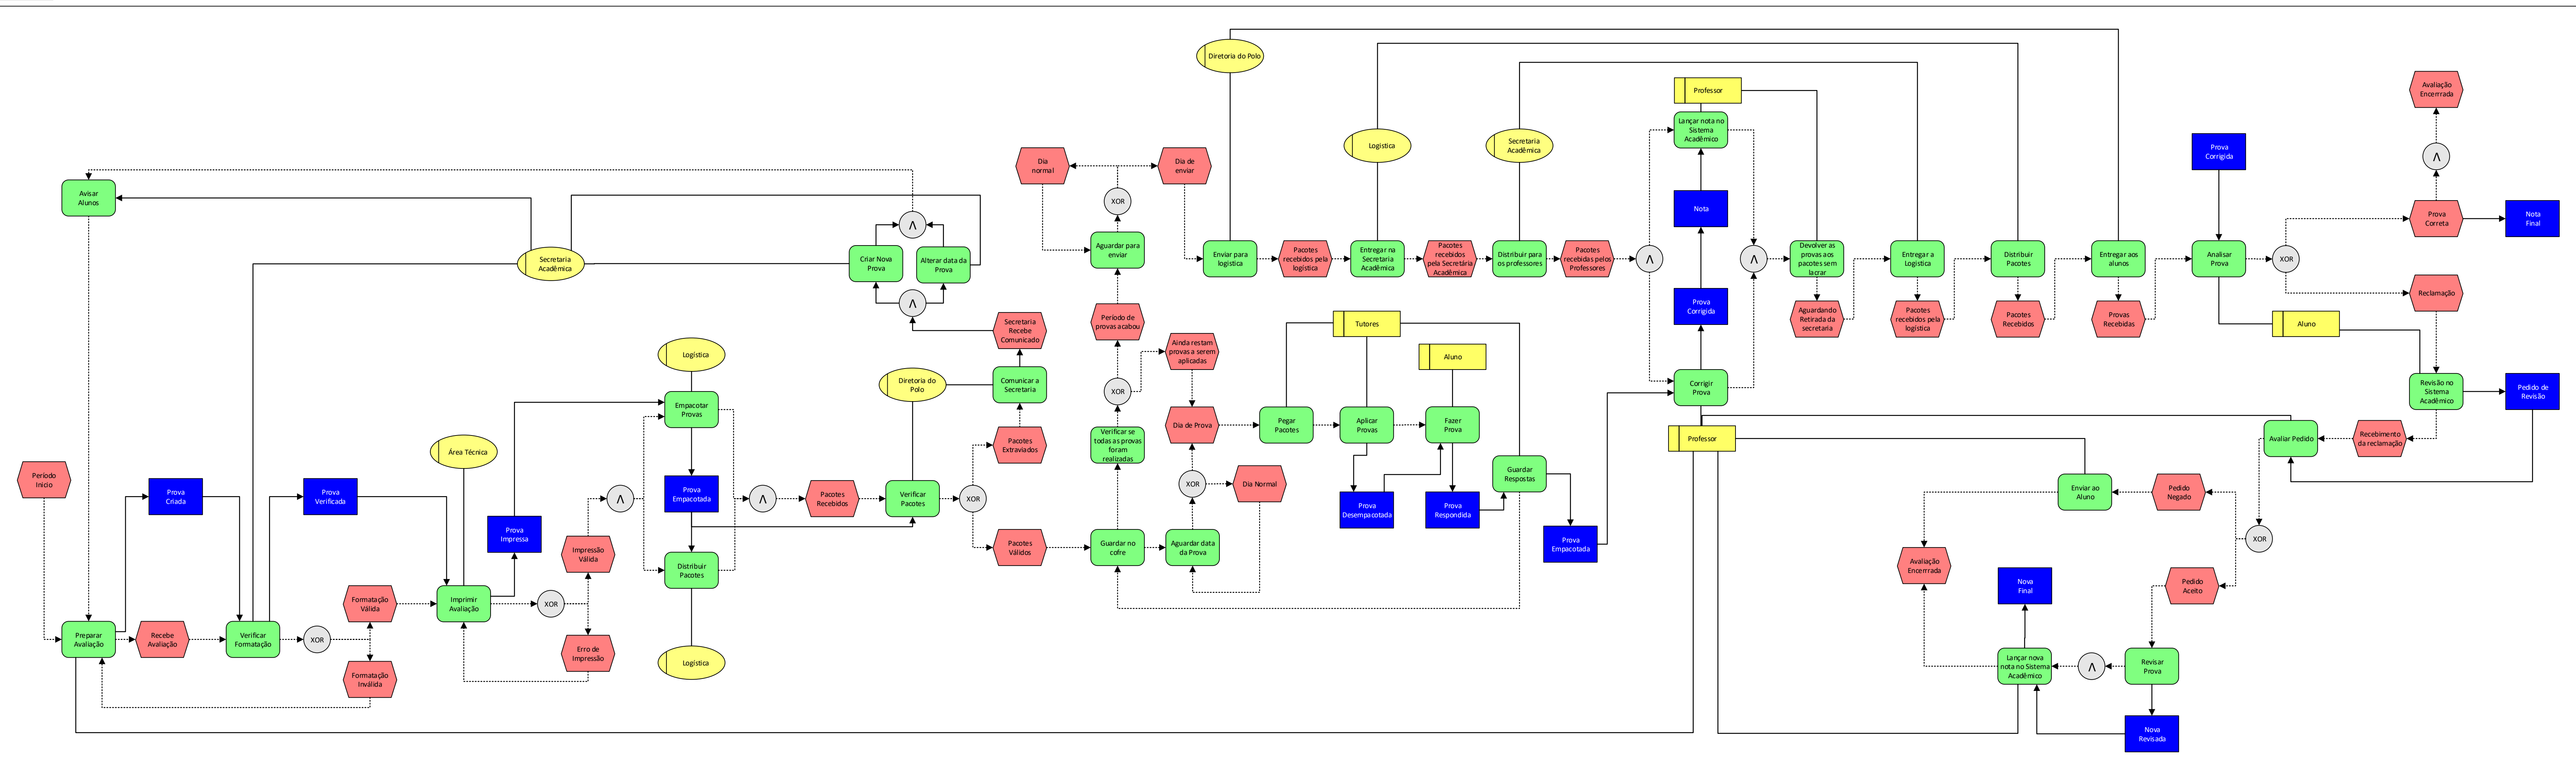 Diretoria do Polo
Avaliação
Encerrrada
Professor
Lançar nota no
Sistema
Acadêmico
Logistica
Secretaria
Acadêmica
Prova
Corrigida
Dia
normal
Dia de
enviar
Avisar
Alunos
XOR
Nota
Prova
Correta
Nota
Final
Secretaria
Acadêmica
Criar Nova
Prova
Λ
Alterar data da
Prova
Λ
Aguardar para
enviar
Enviar para
logística
Pacotes
recebidos pela
logística
Entregar na
Secretaria
Acadêmica
Pacotes
recebidos
pela Secretária
Acadêmica
Distribuir para
os professores
Pacotes
recebidas pelos
Professores
Λ
Λ
Devolver as
provas aos
pacotes sem
lacrar
Entregar a
Logistica
Distribuir
Pacotes
Entregar aos
alunos
Analisar
Prova
XOR
Λ
Reclamação
Secretaria
Recebe
Comunicado
Período de
provas acabou
Prova
Corrigida
Aguardando
Retirada da
secretaria
Pacotes
recebidos pela
logística
Pacotes
Recebidos
Provas
Recebidas
Tutores
Aluno
Logística
Ainda restam
provas a serem
aplicadas
Aluno
Diretoria do
Polo
Comunicar a
Secretaria
XOR
Corrigir
Prova
Revisão no
Sistema
Acadêmico
Pedido de
Revisão
Empacotar
Provas
Dia de Prova
Pegar
Pacotes
Aplicar
Provas
Fazer
Prova
Professor
Avaliar Pedido
Recebimento
da reclamação
Área Técnica
Pacotes
Extraviados
Verificar se
todas as provas
foram
realizadas
Período
Inicio
Prova
Criada
Prova
Verificada
Λ
Prova
Empacotada
Λ
Pacotes
Recebidos
Verificar
Pacotes
XOR
XOR
Dia Normal
Guardar
Respostas
Enviar ao
Aluno
Pedido
Negado
Prova
Desempacotada
Prova
Respondida
Prova
Impressa
Prova
Empacotada
XOR
Impressão
Válida
Distribuir
Pacotes
Pacotes
Válidos
Guardar no
cofre
Aguardar data
da Prova
Avaliação
Encerrrada
Nova
Final
Pedido
Aceito
Formatação
Válida
Imprimir
Avaliação
XOR
Preparar
Avaliação
Recebe
Avaliação
Verificar
Formatação
XOR
Erro de
Impressão
Logística
Formatação
Inválida
Lançar nova
nota no Sistema
Acadêmico
Λ
Revisar
Prova
Nova
Revisada